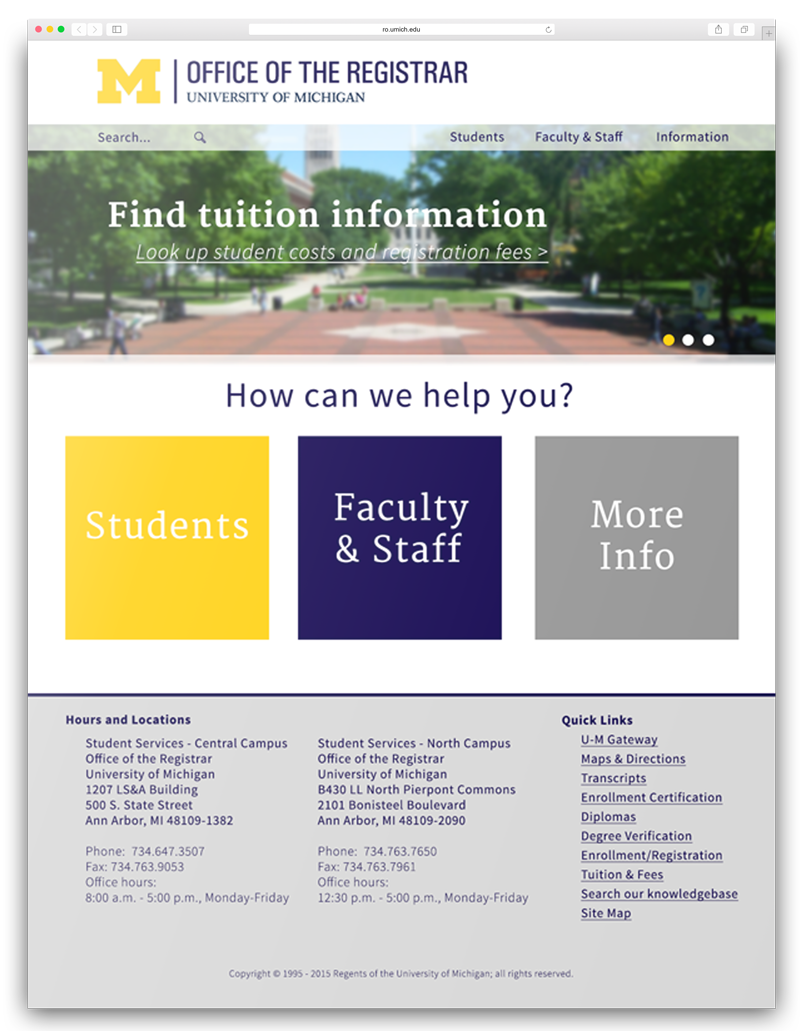 ro.umich.edu
M
OFFICE OF THE REGISTRAR
UNIVERSITY OF MICHIGAN
Search...
Students
Faculty & Staff
Information
Find tuition information
Look up student costs and registration fees >
How can we help you?
Students
Faculty
& Staff
More
Info
Hours and Locations
Student Services - Central Campus
Office of the Registrar
University of Michigan
1207 LS&A Building
500 S. State Street
Ann Arbor, MI 48109-1382
Phone: 734.647.3507
Fax: 734.763.9053
Office hours:
8:00 a.m. - 5:00 p.m., Monday-Friday
Student Services - North Campus
Office of the Registrar
University of Michigan
B430 LL North Pierpont Commons
2101 Bonisteel Boulevard
Ann Arbor, MI 48109-2090
Phone: 734.763.7650
Fax: 734.763.7961
Office hours:
12:30 p.m. - 5:00 p.m., Monday-Friday
Quick Links
U-M Gateway
Maps & Directions
Transcripts
Enrollment Certification
Diplomas
Degree Verification
Enrollment/Registration
Tuition & Fees
Search our knowledgebase
Site Map
Copyright © 1995 - 2015 Regents of the University of Michigan; all rights reserved.